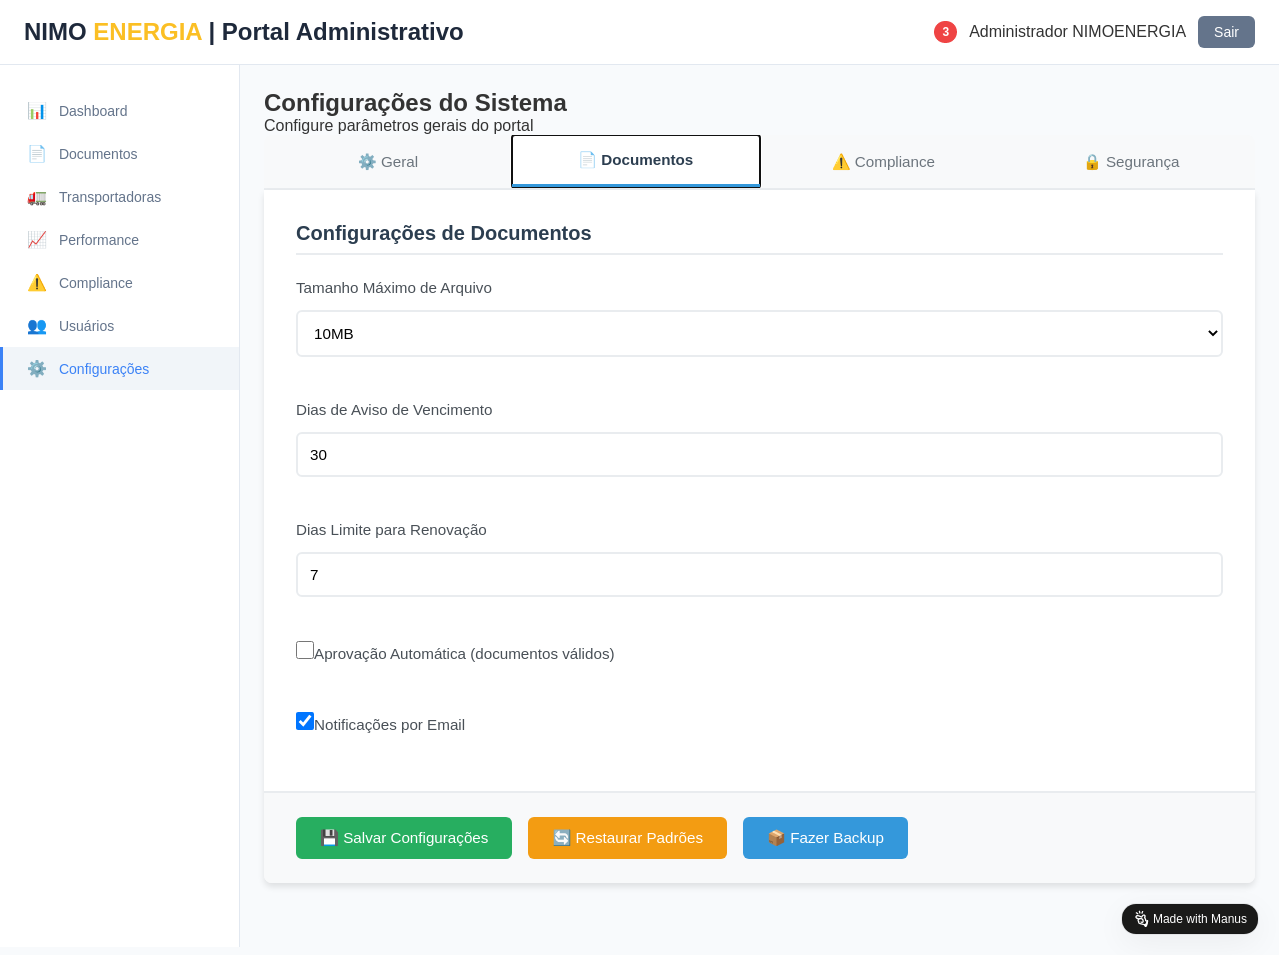 NIMO ENERGIA | Portal Administrativo
3
Administrador NIMOENERGIA
Sair
Dashboard
Documentos
Transportadoras
Performance
Compliance
Usuários
Configurações
Configurações do Sistema
Configure parâmetros gerais do portal
Geral
Documentos
Compliance
Segurança
Configurações de Documentos
Tamanho Máximo de Arquivo
10MB
Dias de Aviso de Vencimento
30
Dias Limite para Renovação
7
Aprovação Automática (documentos válidos)
Notificações por Email
Salvar Configurações
Restaurar Padrões
Fazer Backup
Made with Manus